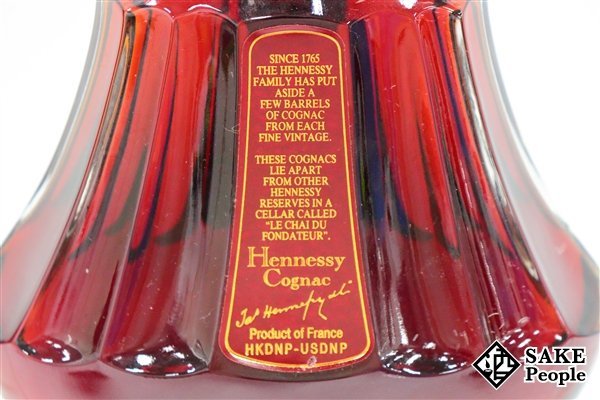 SINCE 1765
THE HENNESSY
FAMILY HAS PUT
ASIDE A
FEW BARRELS
OF COGNAC
FROM EACH
FINE VINTAGE.
THESE COGNACS
LIE APART
FROM OTHER
HENNESSY
RESERVES IN A
CELLAR CALLED
"LE CHAI DU
FONDATEUR".
Hennessy
Cognac
Jas Hennessy
Product of France
HKDNP-USDNP
SAKE
People